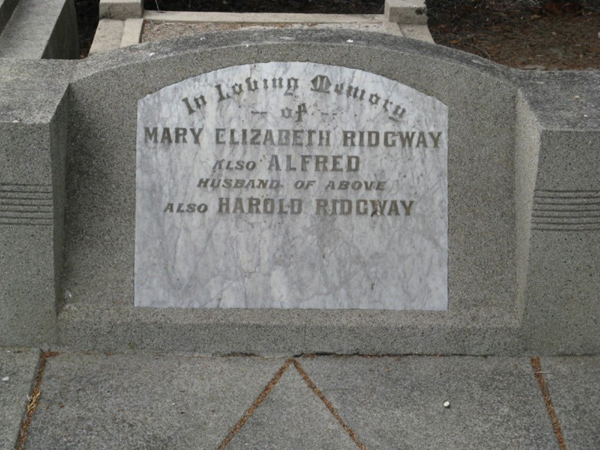 In Loving Memory
of
MARY ELIZABETH RIDGWAY
ALSO ALFRED
HUSBAND OF ABOVE
ALSO HAROLD RIDGWAY